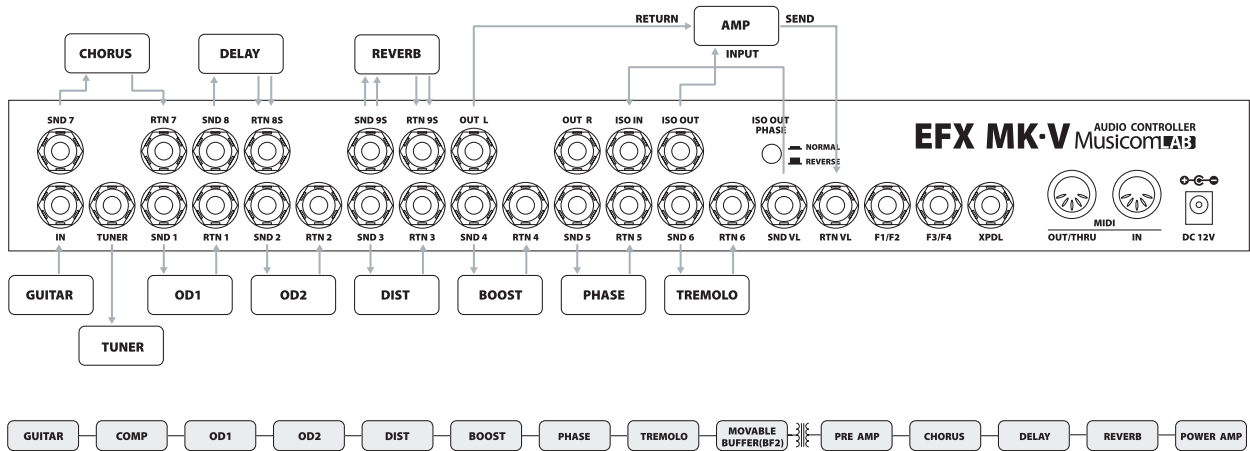 RETURN
AMP
SEND
INPUT
CHORUS
DELAY
REVERB
SND 7
RTN 7
SND 8
RTN 8S
SND 9S
RTN 9S
OUT L
OUT R
ISO IN
ISO OUT
ISO OUT
PHASE
NORMAL
REVERSE
EFX MK·V
AUDIO CONTROLLER
MusicomLAB
IN
TUNER
SND 1
RTN 1
SND 2
RTN 2
SND 3
RTN 3
SND 4
RTN 4
SND 5
RTN 5
SND 6
RTN 6
SND VL
RTN VL
F1/F2
F3/F4
XPDL
MIDI
OUT/THRU
IN
DC 12V
GUITAR
OD1
OD2
DIST
BOOST
PHASE
TREMOLO
TUNER
GUITAR
COMP
OD1
OD2
DIST
BOOST
PHASE
TREMOLO
MOVABLE
BUFFER(BF2)
PRE AMP
CHORUS
DELAY
REVERB
POWER AMP